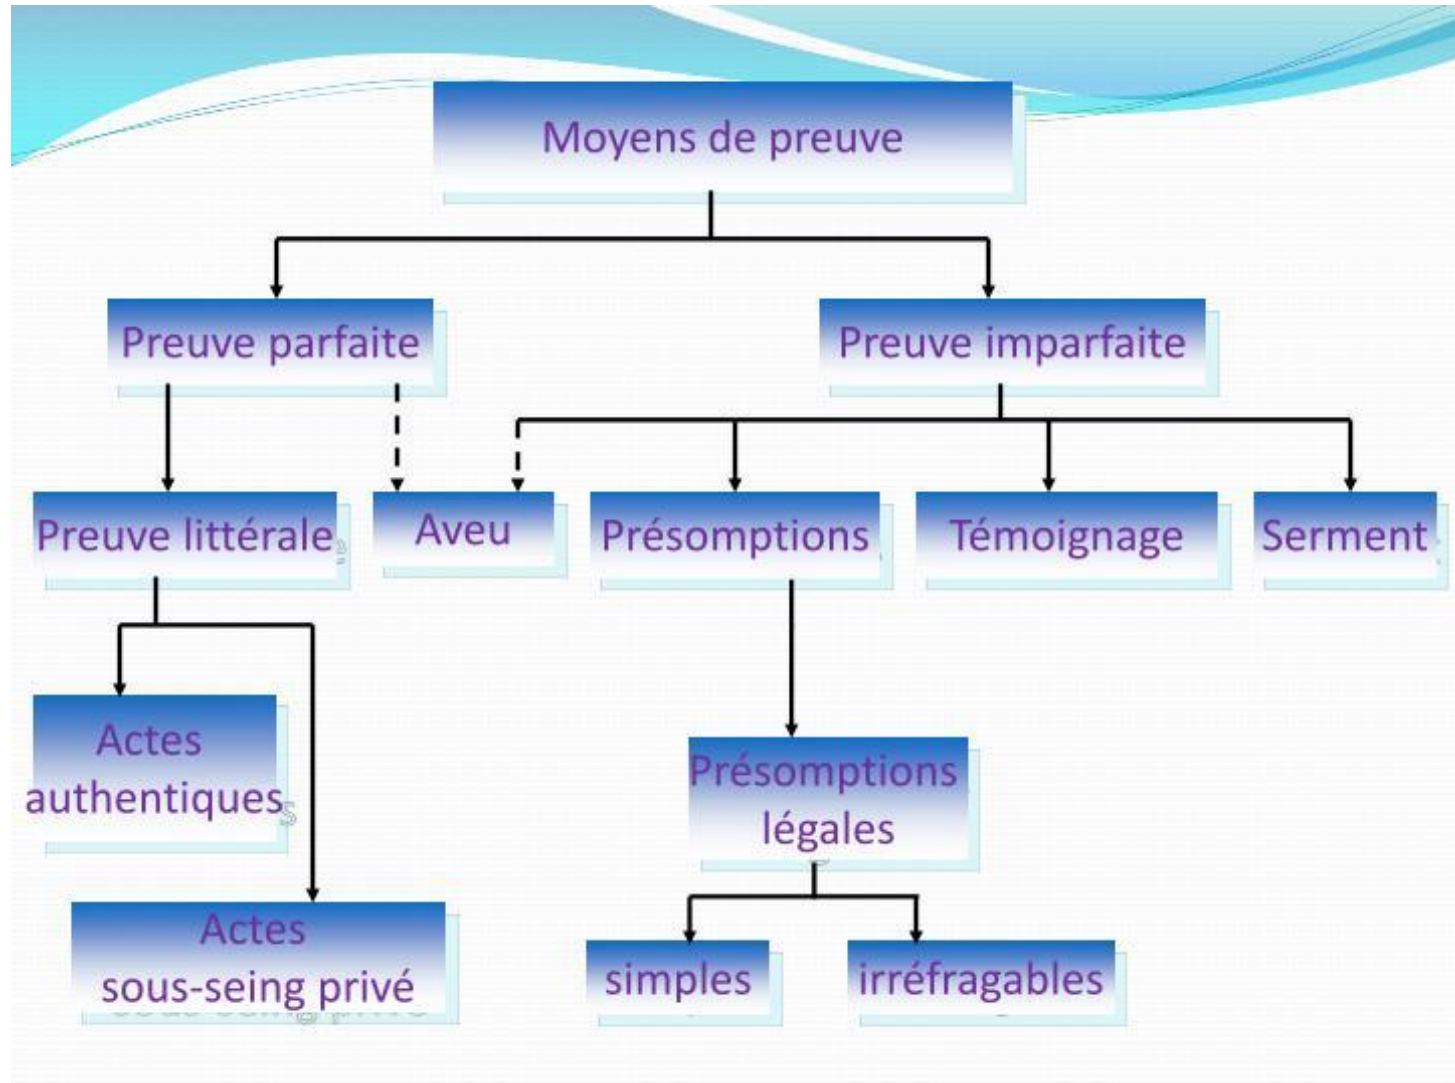 Moyens de preuve
Preuve parfaite
Preuve imparfaite
Preuve littérale
Aveu
Présomptions
Témoignage
Serment
Actes
authentiques
Présomptions
légales
Actes
sous-seing privé
simples
irréfragables